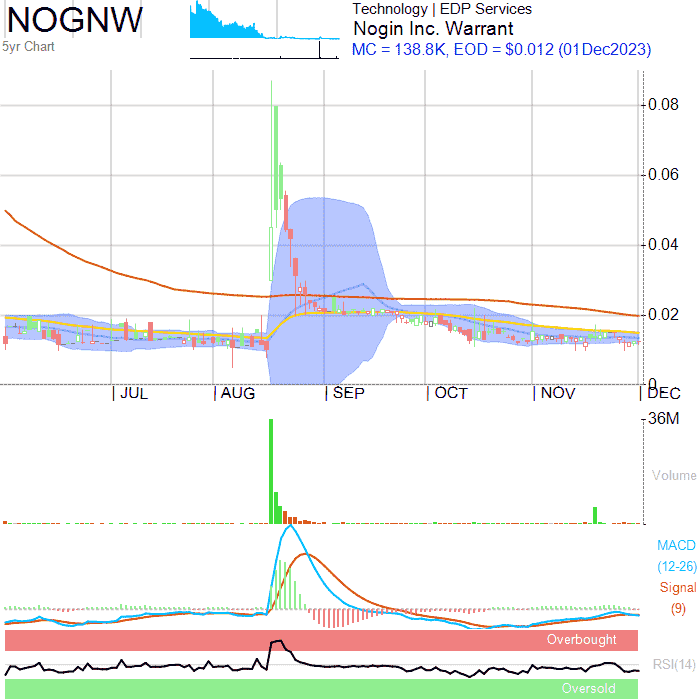 NOGNW
5yr Chart
Technology | EDP Services
Nogin Inc. Warrant
MC = 138.8K, EOD = $0.012 (01Dec2023)
0.08
0.06
0.04
0.02
0
JUL
AUG
SEP
OCT
NOV
DEC
36M
Volume
MACD
(12-26)
Signal
(9)
Overbought
RSI(14)
Oversold